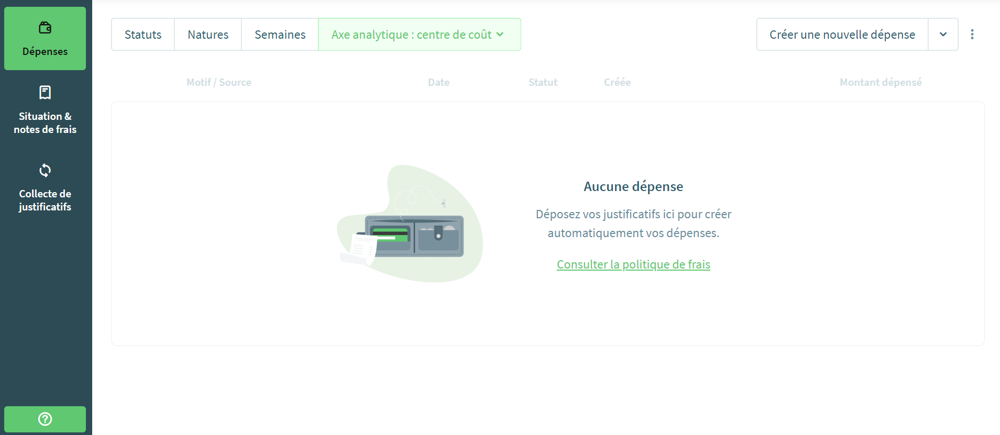 Dépenses
Situation &
notes de frais
Collecte de
justificatifs
Statuts
Natures
Semaines
Axe analytique : centre de coût
Créer une nouvelle dépense
Motif / Source
Date
Statut
Créée
Montant dépensé
Aucune dépense
Déposez vos justificatifs ici pour créer
automatiquement vos dépenses.
Consulter la politique de frais